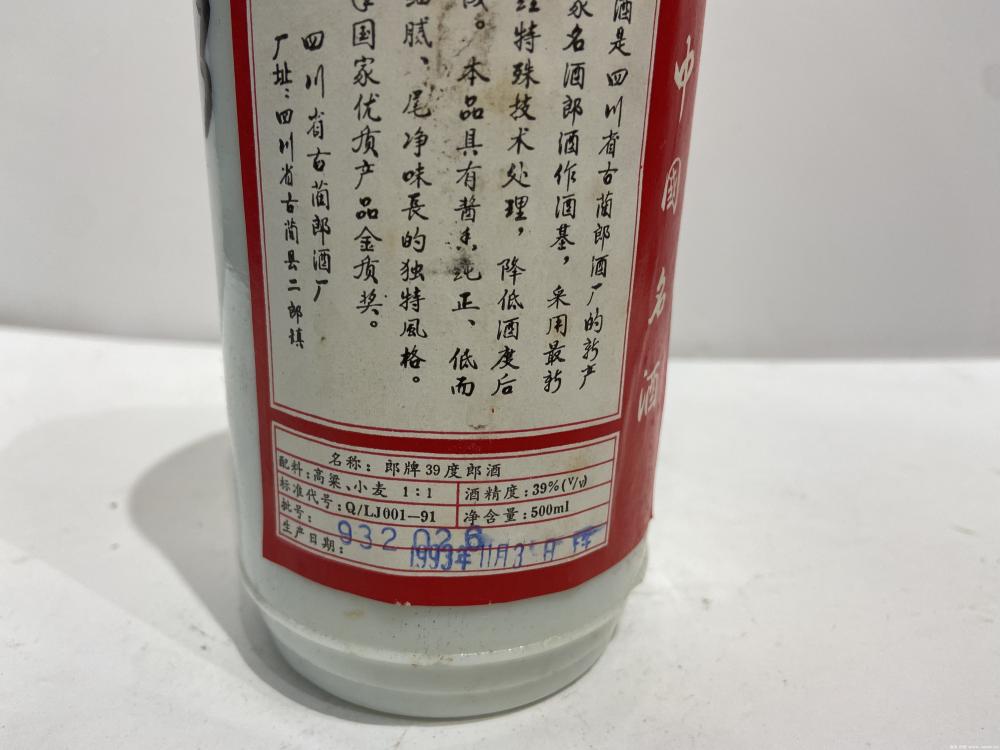 酒是四川省古蔺郎酒厂的新产
家名酒郎酒作酒基，采用最新
特殊技术处理，降低酒度后
成。本品具有酱香纯正、低而
细腻、尾净味長的独特風格。
国家优质产品金质奖。
四川省古蔺郎酒厂
厂址：四川省古蔺县二郎镇
中國名酒
名称：郎牌39度郎酒
配料：高粱、小麦 1：1
酒精度：39%(V/V)
标准代号：Q/LJ001—91
净含量：500ml
批号：932026
生产日期：1993年11月3日